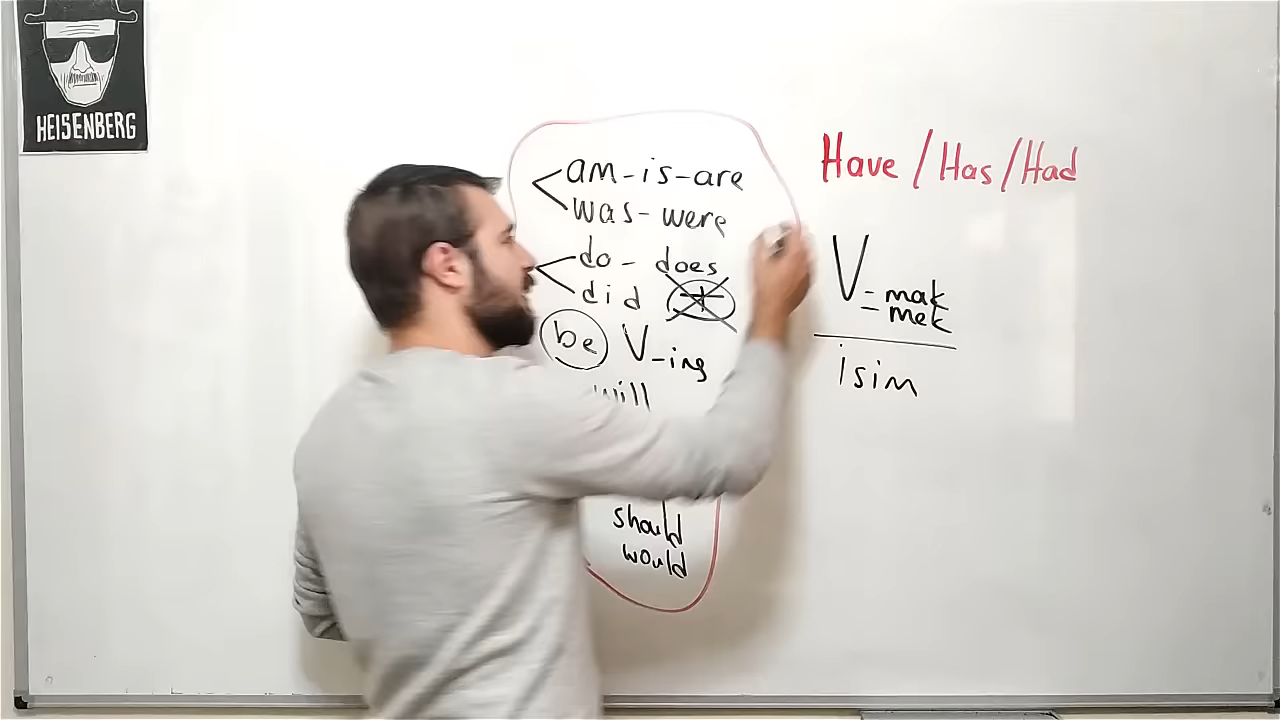 HEISENBERG
am-is-are
was-were
do - does
did +
be V-ing
will
should
would
Have / Has / Had
V -mak
-mek
isim